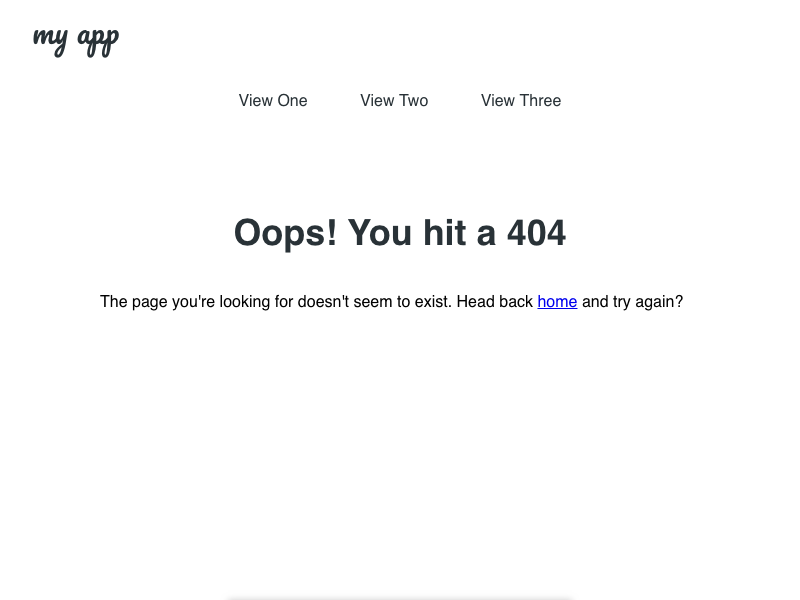 my app
View One View Two View Three
Oops! You hit a 404
The page you're looking for doesn't seem to exist. Head back home and try again?